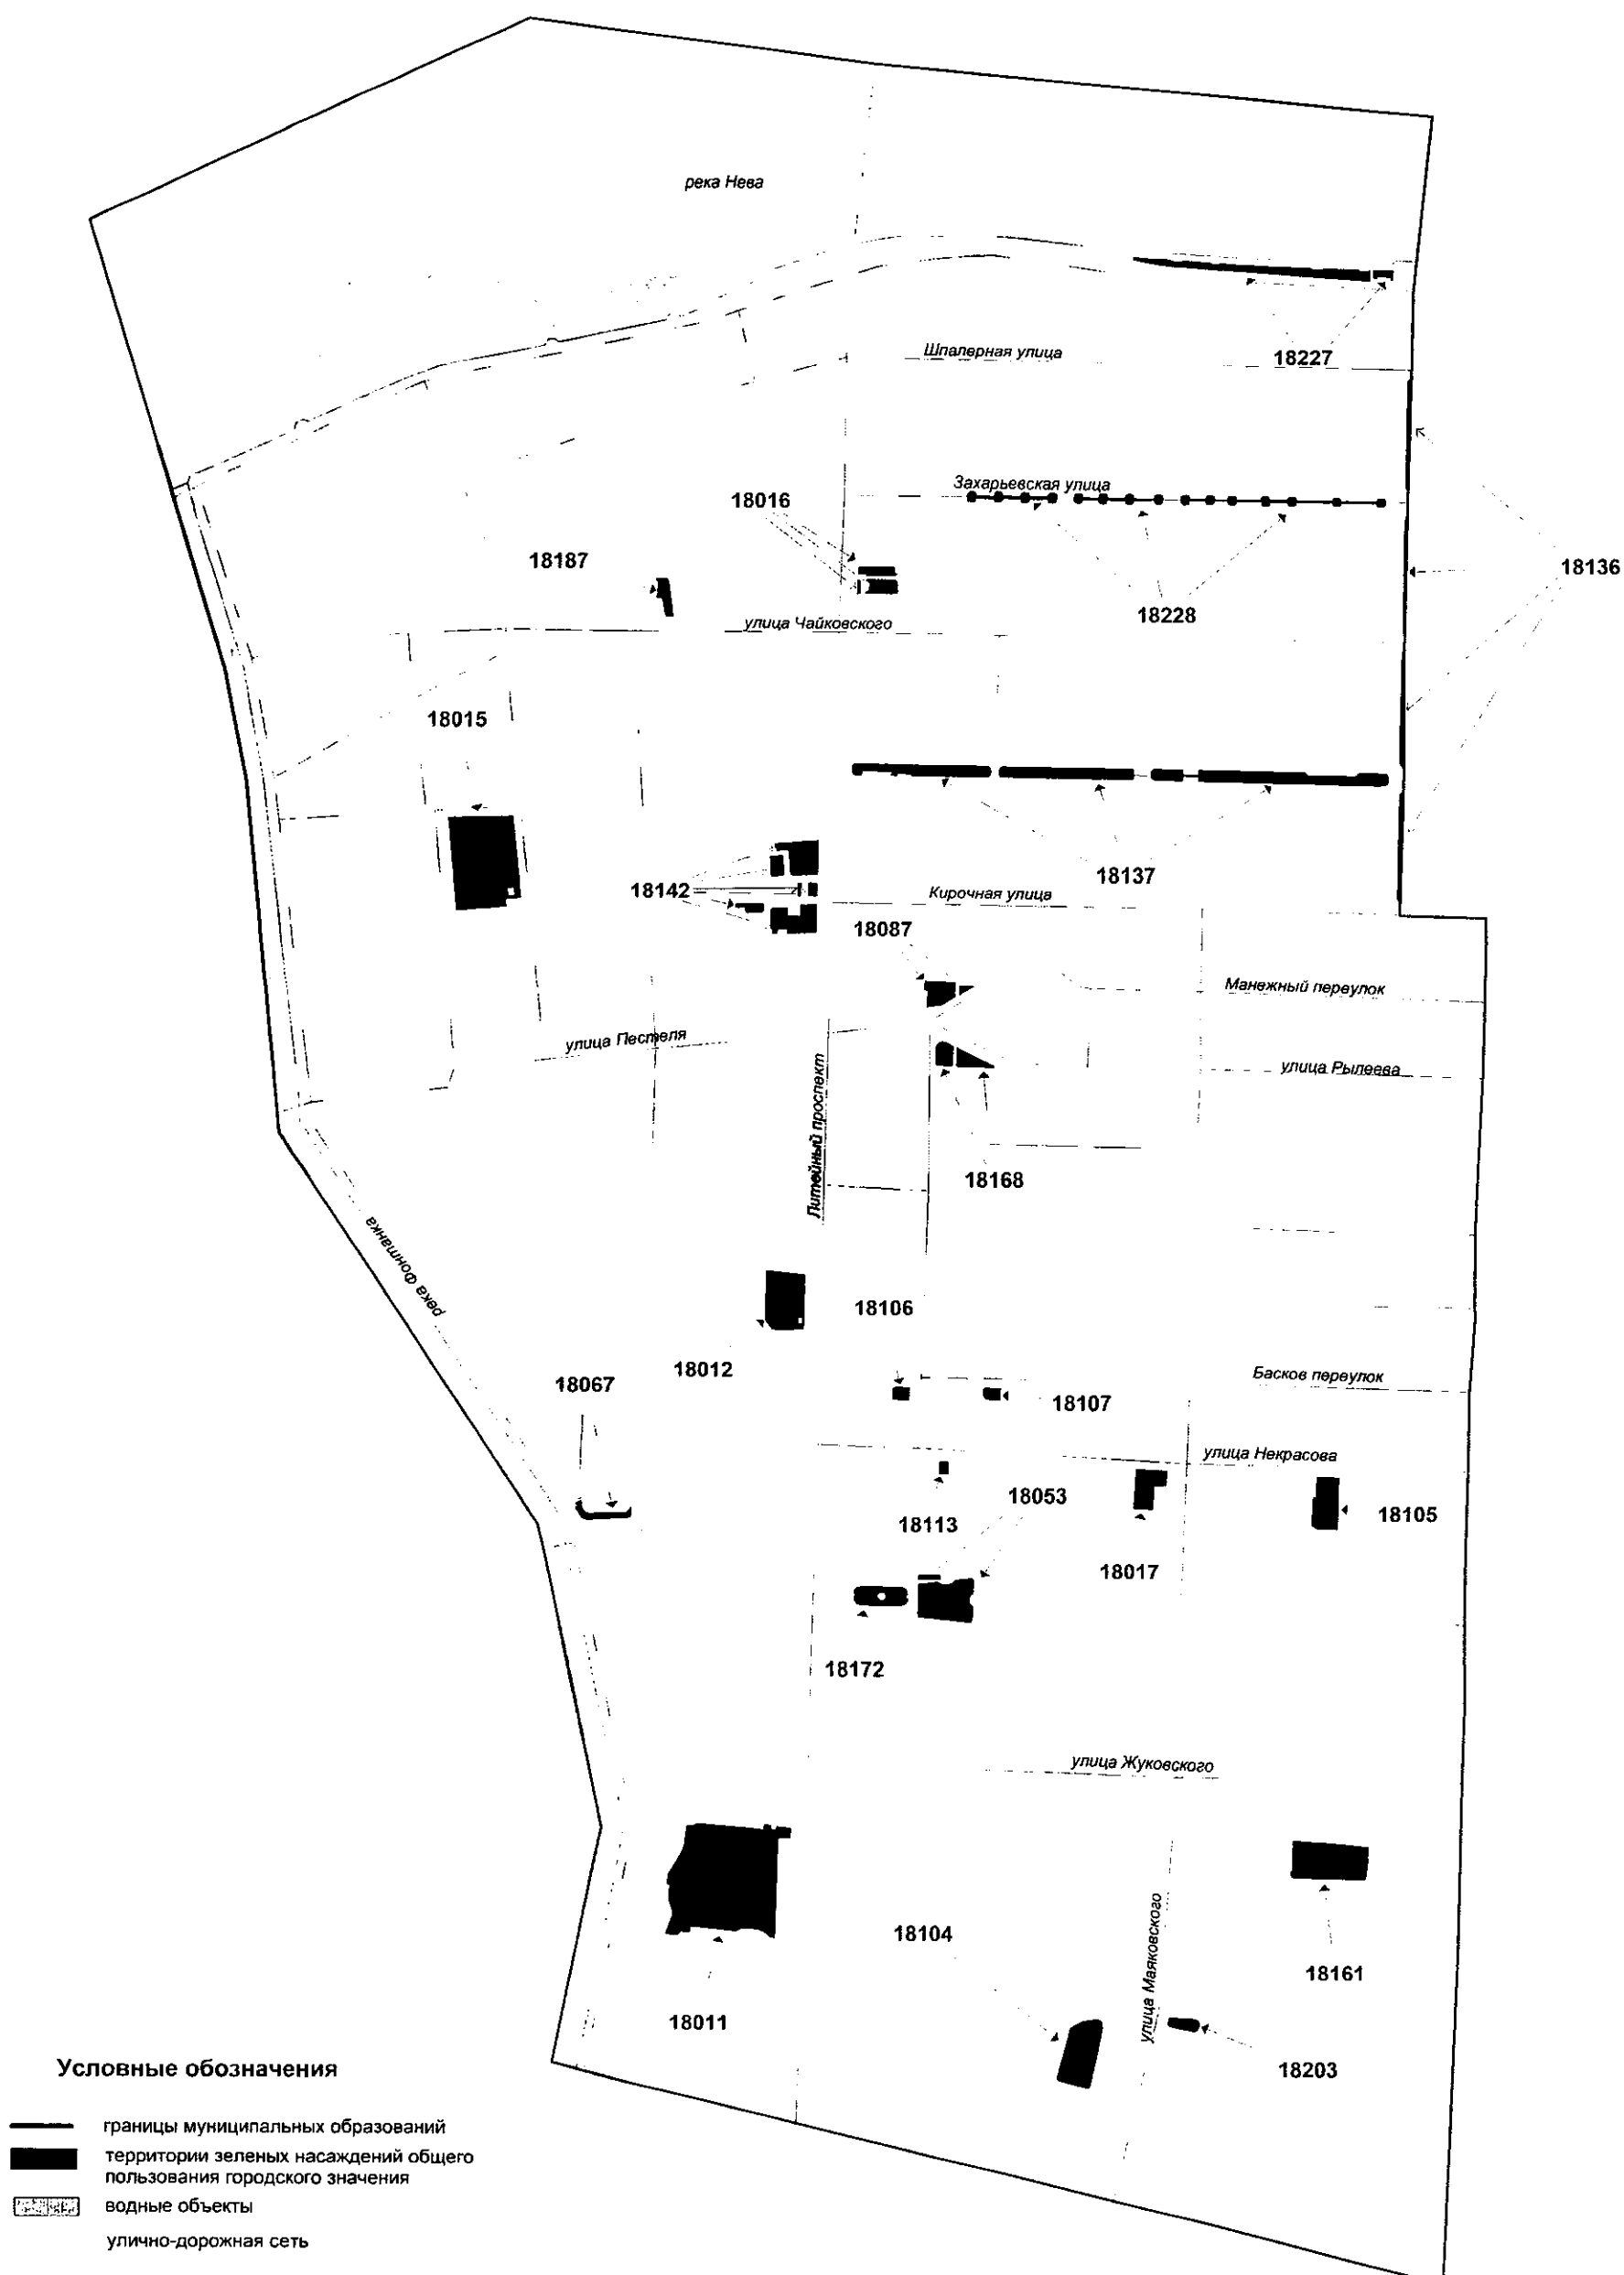 река Нева
Шпалерная улица
18227
Захарьевская улица
18016
18187
18136
18228
улица Чайковского
18015
18137
18142
Кирочная улица
18087
Манежный переулок
улица Пестеля
улица Рылеева
Литейный проспект
18168
река Фонтанка
18106
18012
18067
Басков переулок
18107
улица Некрасова
18053
18113
18105
18017
18172
улица Жуковского
18104
улица Маяковского
18161
18011
18203
Условные обозначения
границы муниципальных образований
территории зеленых насаждений общего
пользования городского значения
водные объекты
улично-дорожная сеть